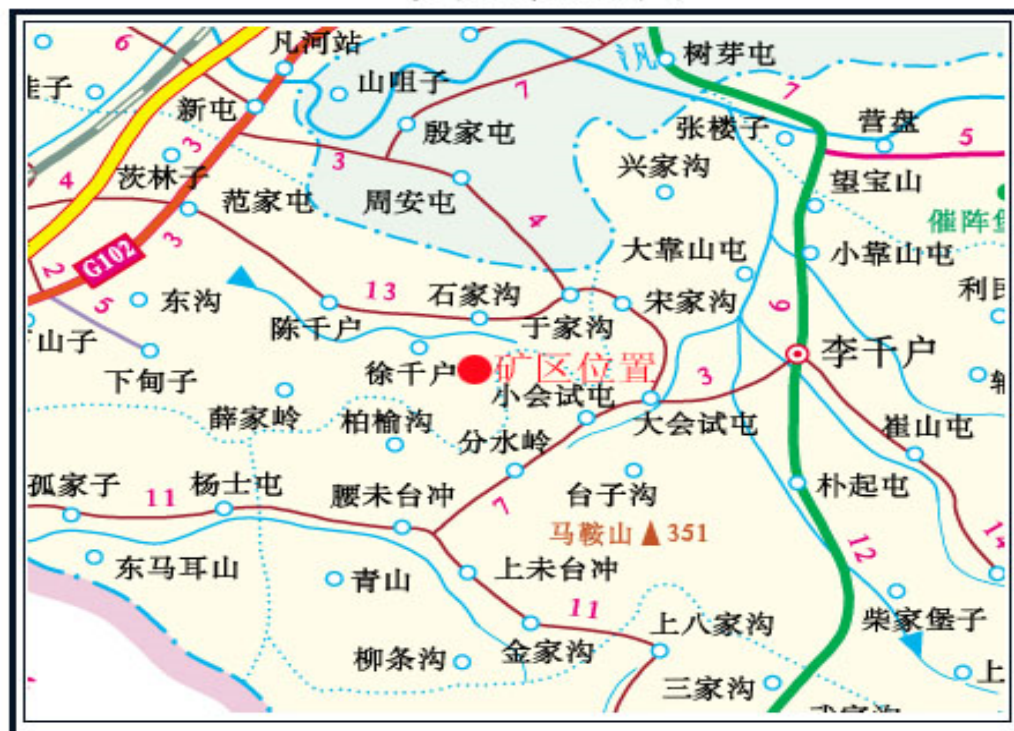 6
凡河站
凡
树芽屯
山咀子
7
7
新屯
张楼子
营盘
殷家屯
5
3
3
兴家沟
4
茨林子
望宝山
范家屯
周安屯
4
催阵堡
3
G102
大靠山屯
小靠山屯
2
5
东沟
13
石家沟
宋家沟
9
利民
陈千户
于家沟
山子
李千户
下甸子
徐千户
矿区位置
3
小会试屯
薛家岭
柏榆沟
分水岭
大会试屯
崔山屯
孤家子
11
杨士屯
腰未台冲
7
台子沟
朴起屯
马鞍山
351
12
14
东马耳山
青山
上未台冲
11
上八家沟
柴家堡子
柳条沟
金家沟
三家沟
上